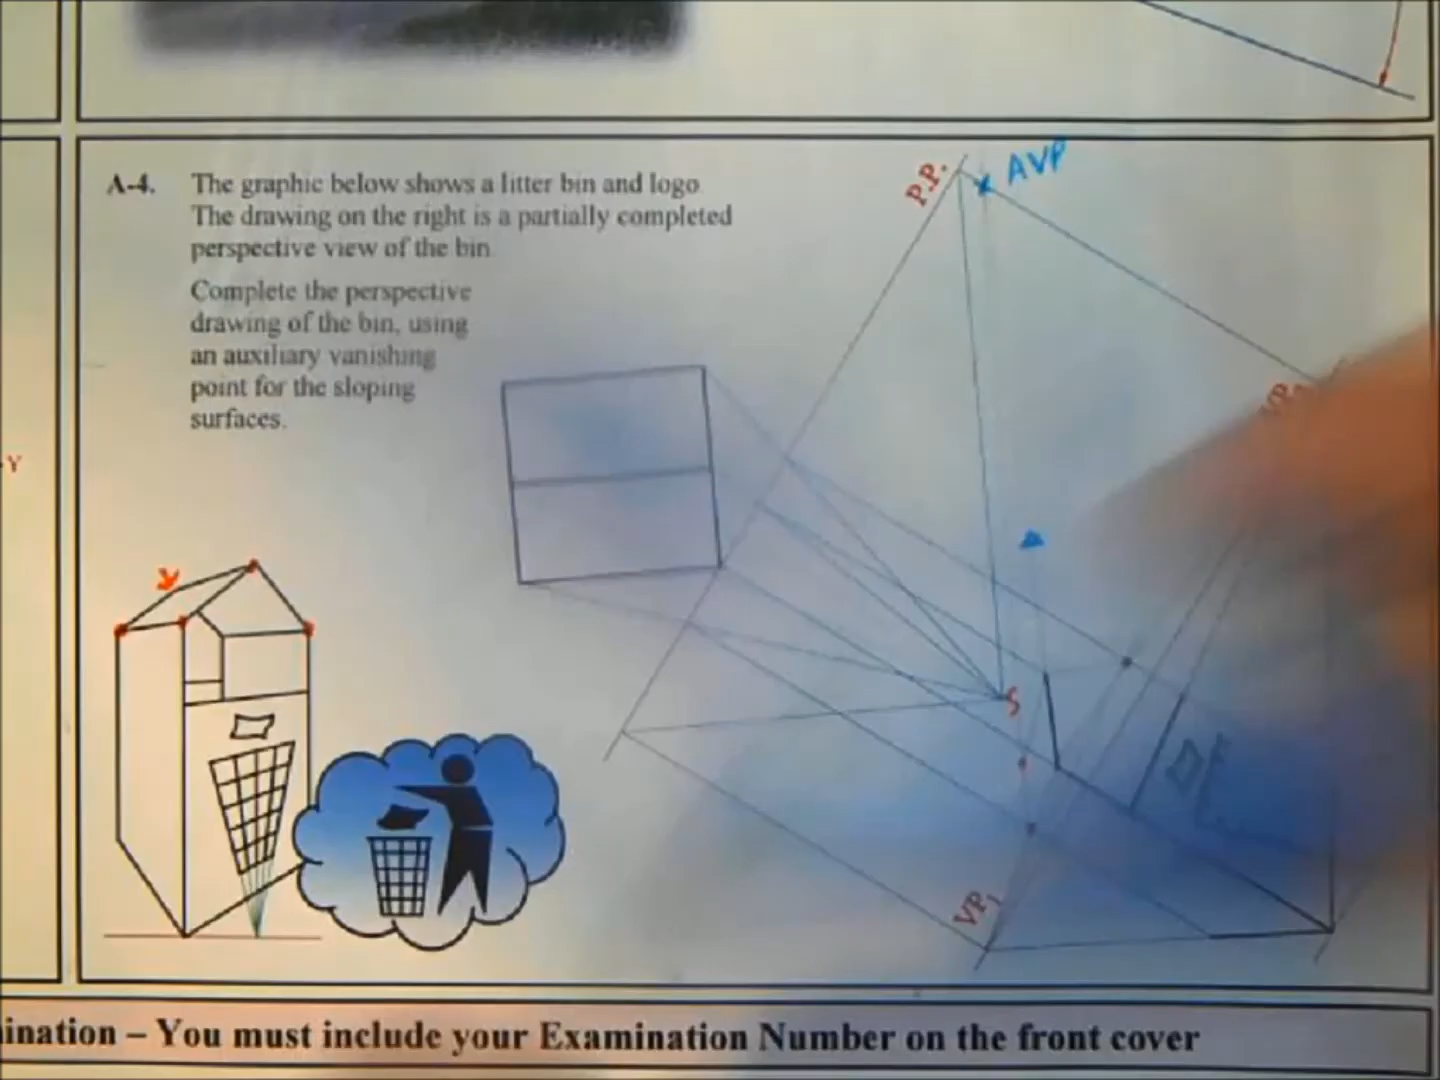 A-4. The graphic below shows a litter bin and logo
The drawing on the right is a partially completed
perspective view of the bin
Complete the perspective
drawing of the bin, using
an auxiliary vanishing
point for the sloping
surfaces.
P.P.
AVP
Y
S
VP1
ination – You must include your Examination Number on the front cover